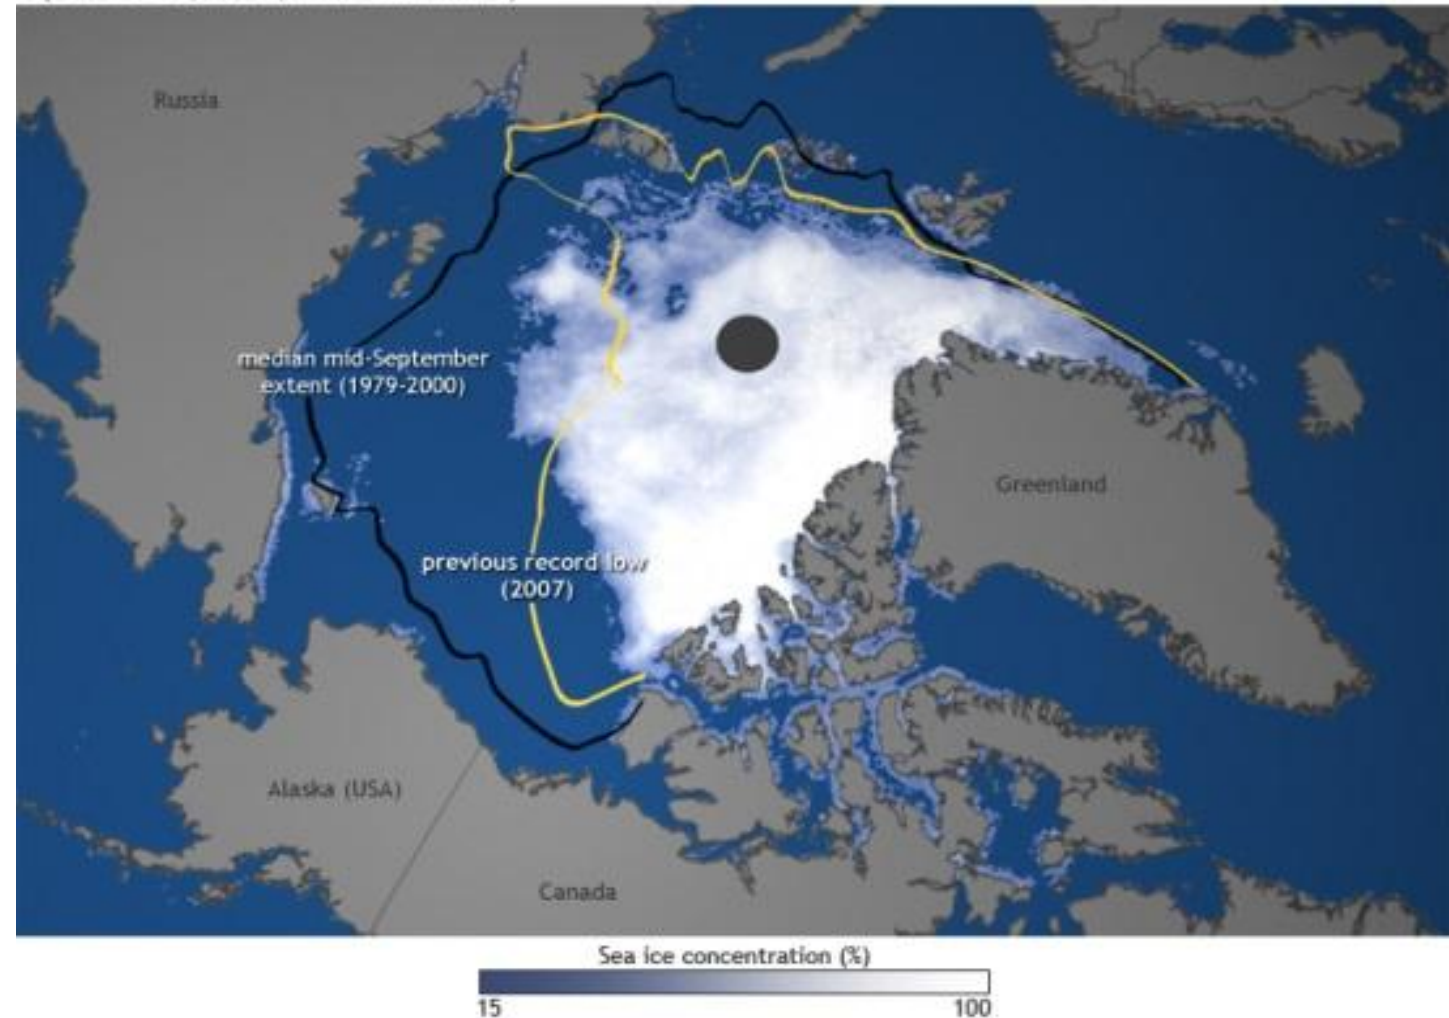 Russia
median mid-September
extent (1979-2000)
Greenland
previous record low
(2007)
Alaska (USA)
Canada
Sea ice concentration (%)
15
100